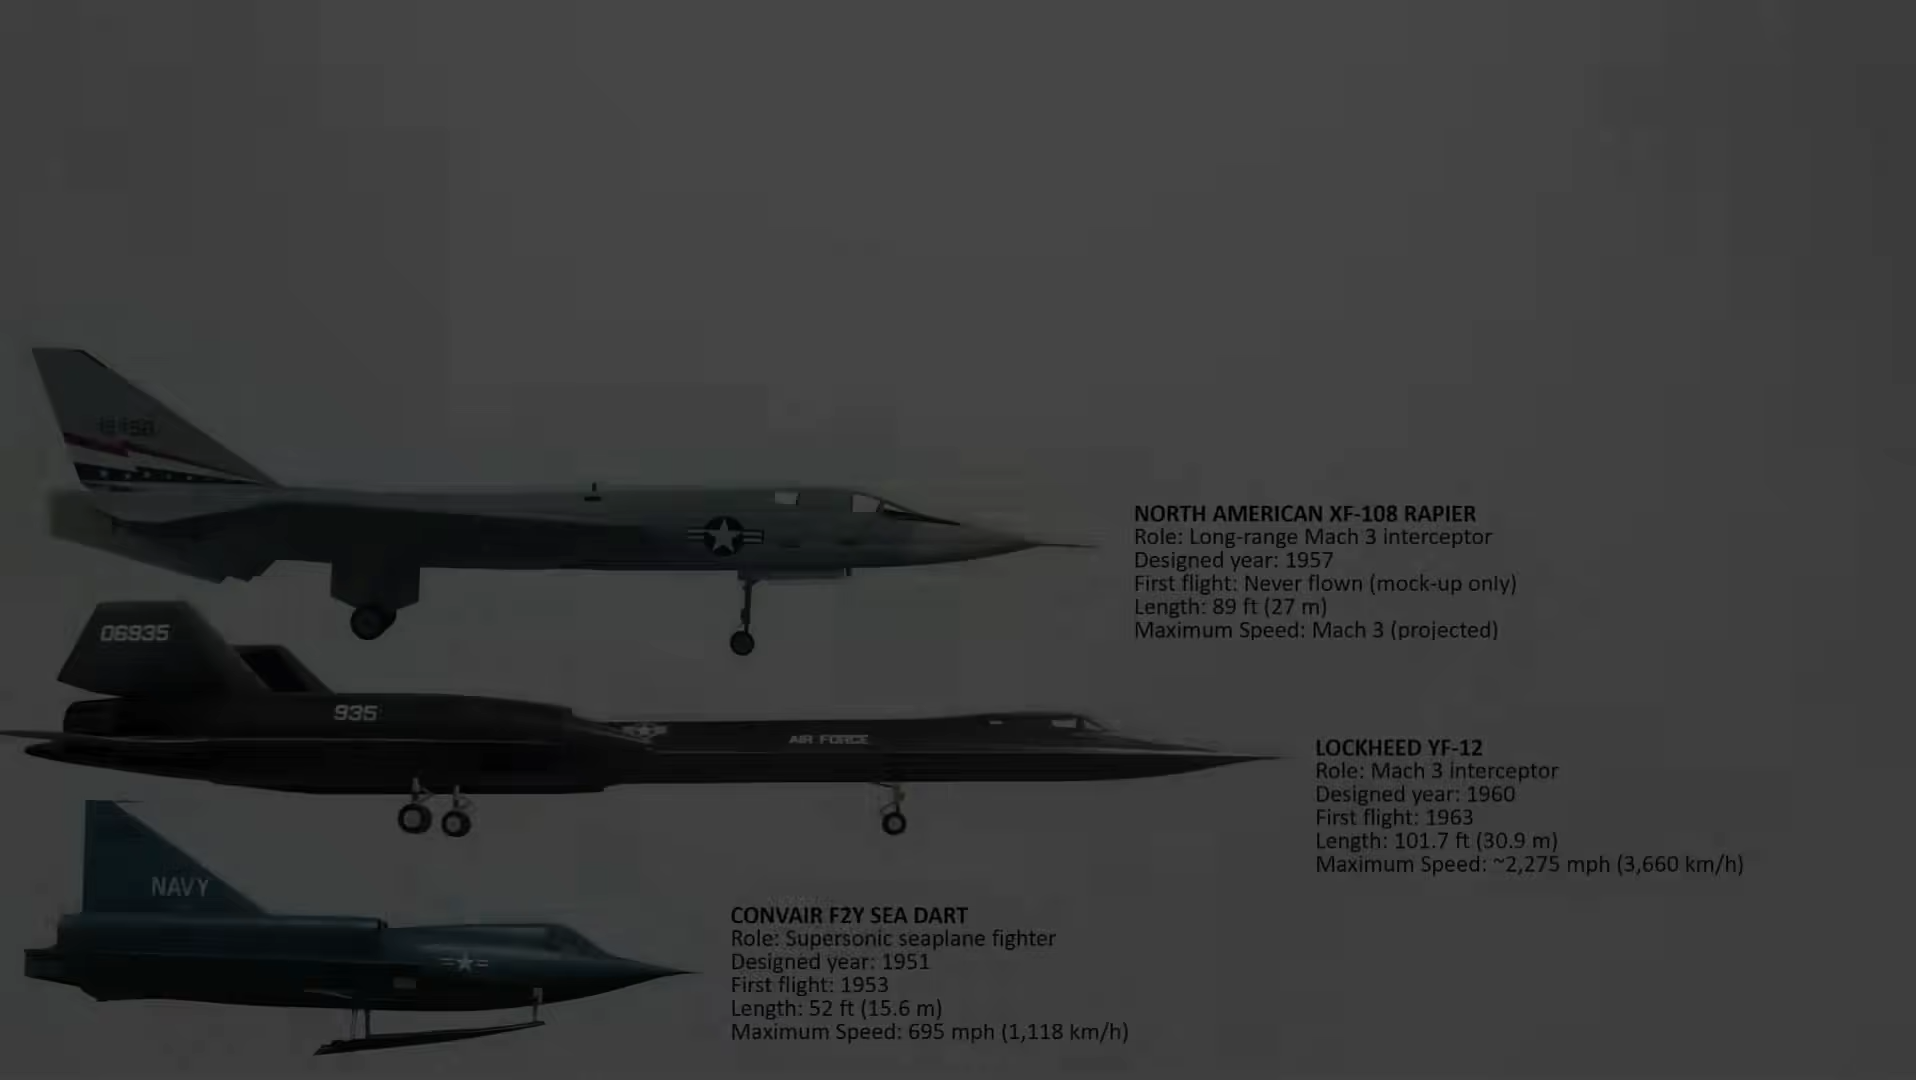 NORTH AMERICAN XF-108 RAPIER
Role: Long-range Mach 3 interceptor
Designed year: 1957
First flight: Never flown (mock-up only)
Length: 89 ft (27 m)
Maximum Speed: Mach 3 (projected)
06935
935
AIR FORCE
LOCKHEED YF-12
Role: Mach 3 interceptor
Designed year: 1960
First flight: 1963
Length: 101.7 ft (30.9 m)
Maximum Speed: ~2,275 mph (3,660 km/h)
NAVY
CONVAIR F2Y SEA DART
Role: Supersonic seaplane fighter
Designed year: 1951
First flight: 1953
Length: 52 ft (15.6 m)
Maximum Speed: 695 mph (1,118 km/h)